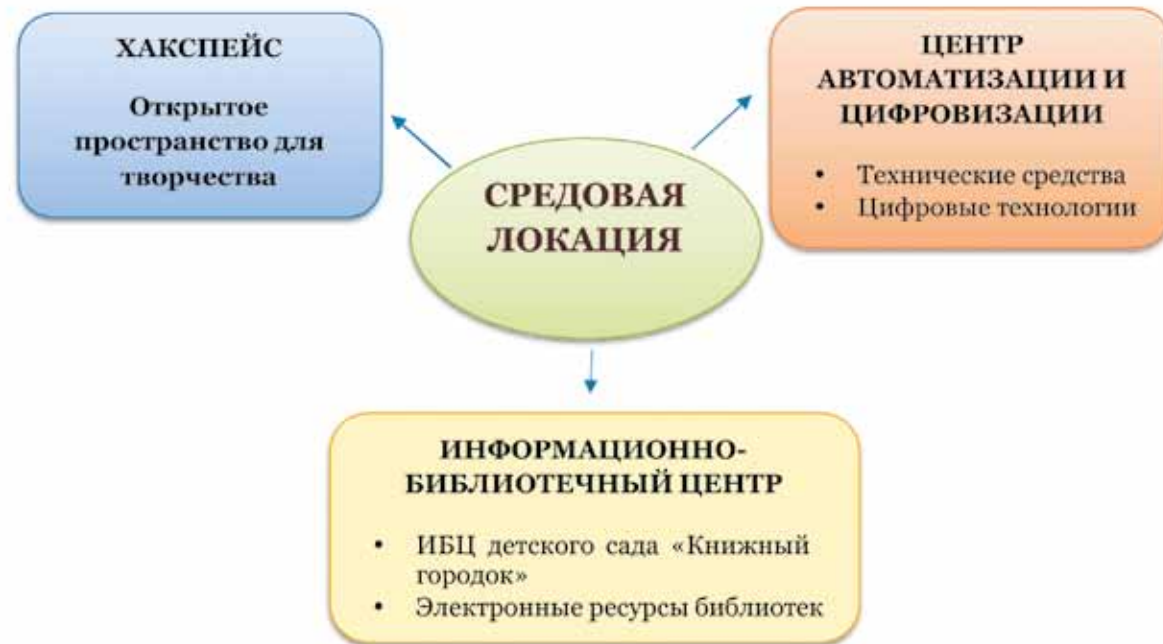 ХАКСПЕЙС
Открытое
пространство для
творчества
ЦЕНТР
АВТОМАТИЗАЦИИ И
ЦИФРОВИЗАЦИИ
• Технические средства
• Цифровые технологии
СРЕДОВАЯ
ЛОКАЦИЯ
ИНФОРМАЦИОННО-
БИБЛИОТЕЧНЫЙ ЦЕНТР
• ИБЦ детского сада «Книжный
городок»
• Электронные ресурсы библиотек